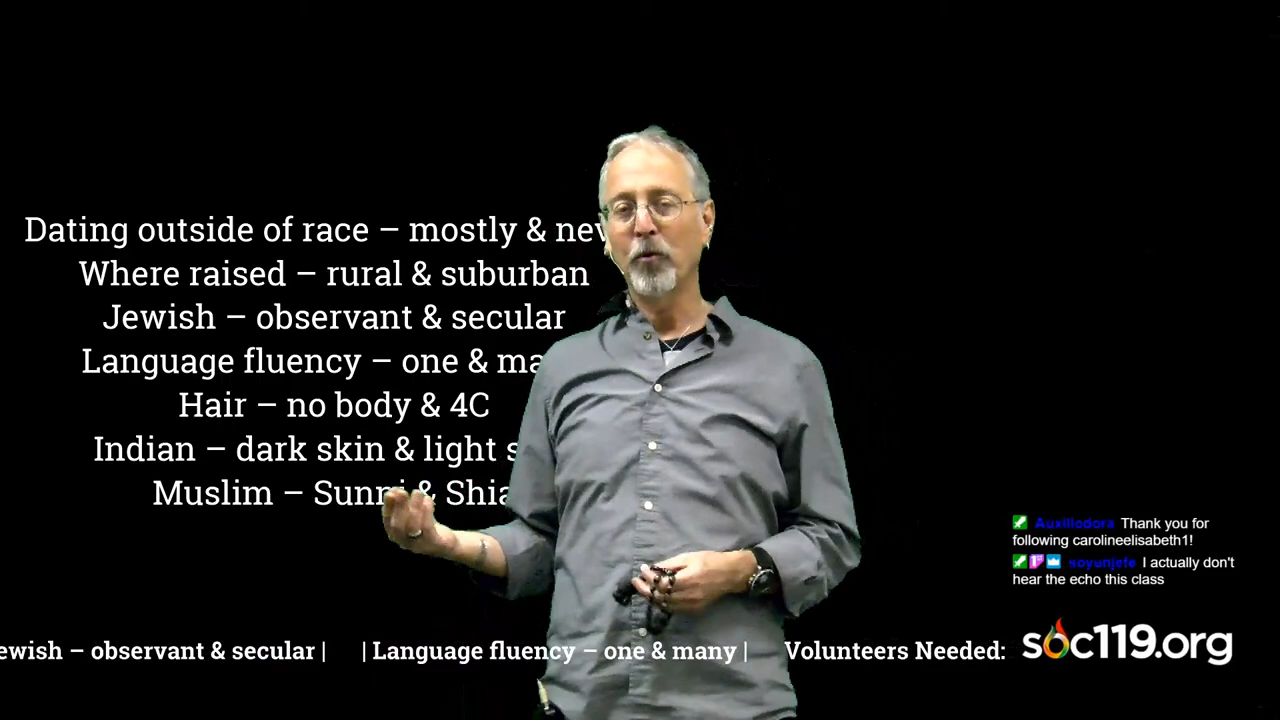 Dating outside of race – mostly & nev
Where raised – rural & suburban
Jewish – observant & secular
Language fluency – one & ma
Hair – no body & 4C
Indian – dark skin & light s
Muslim – Sunni & Shia
Auxiliodora Thank you for
following carolineelisabeth1!
noyunjefe I actually don't
hear the echo this class
ewish – observant & secular | | Language fluency – one & many | Volunteers Needed:
soc119.org